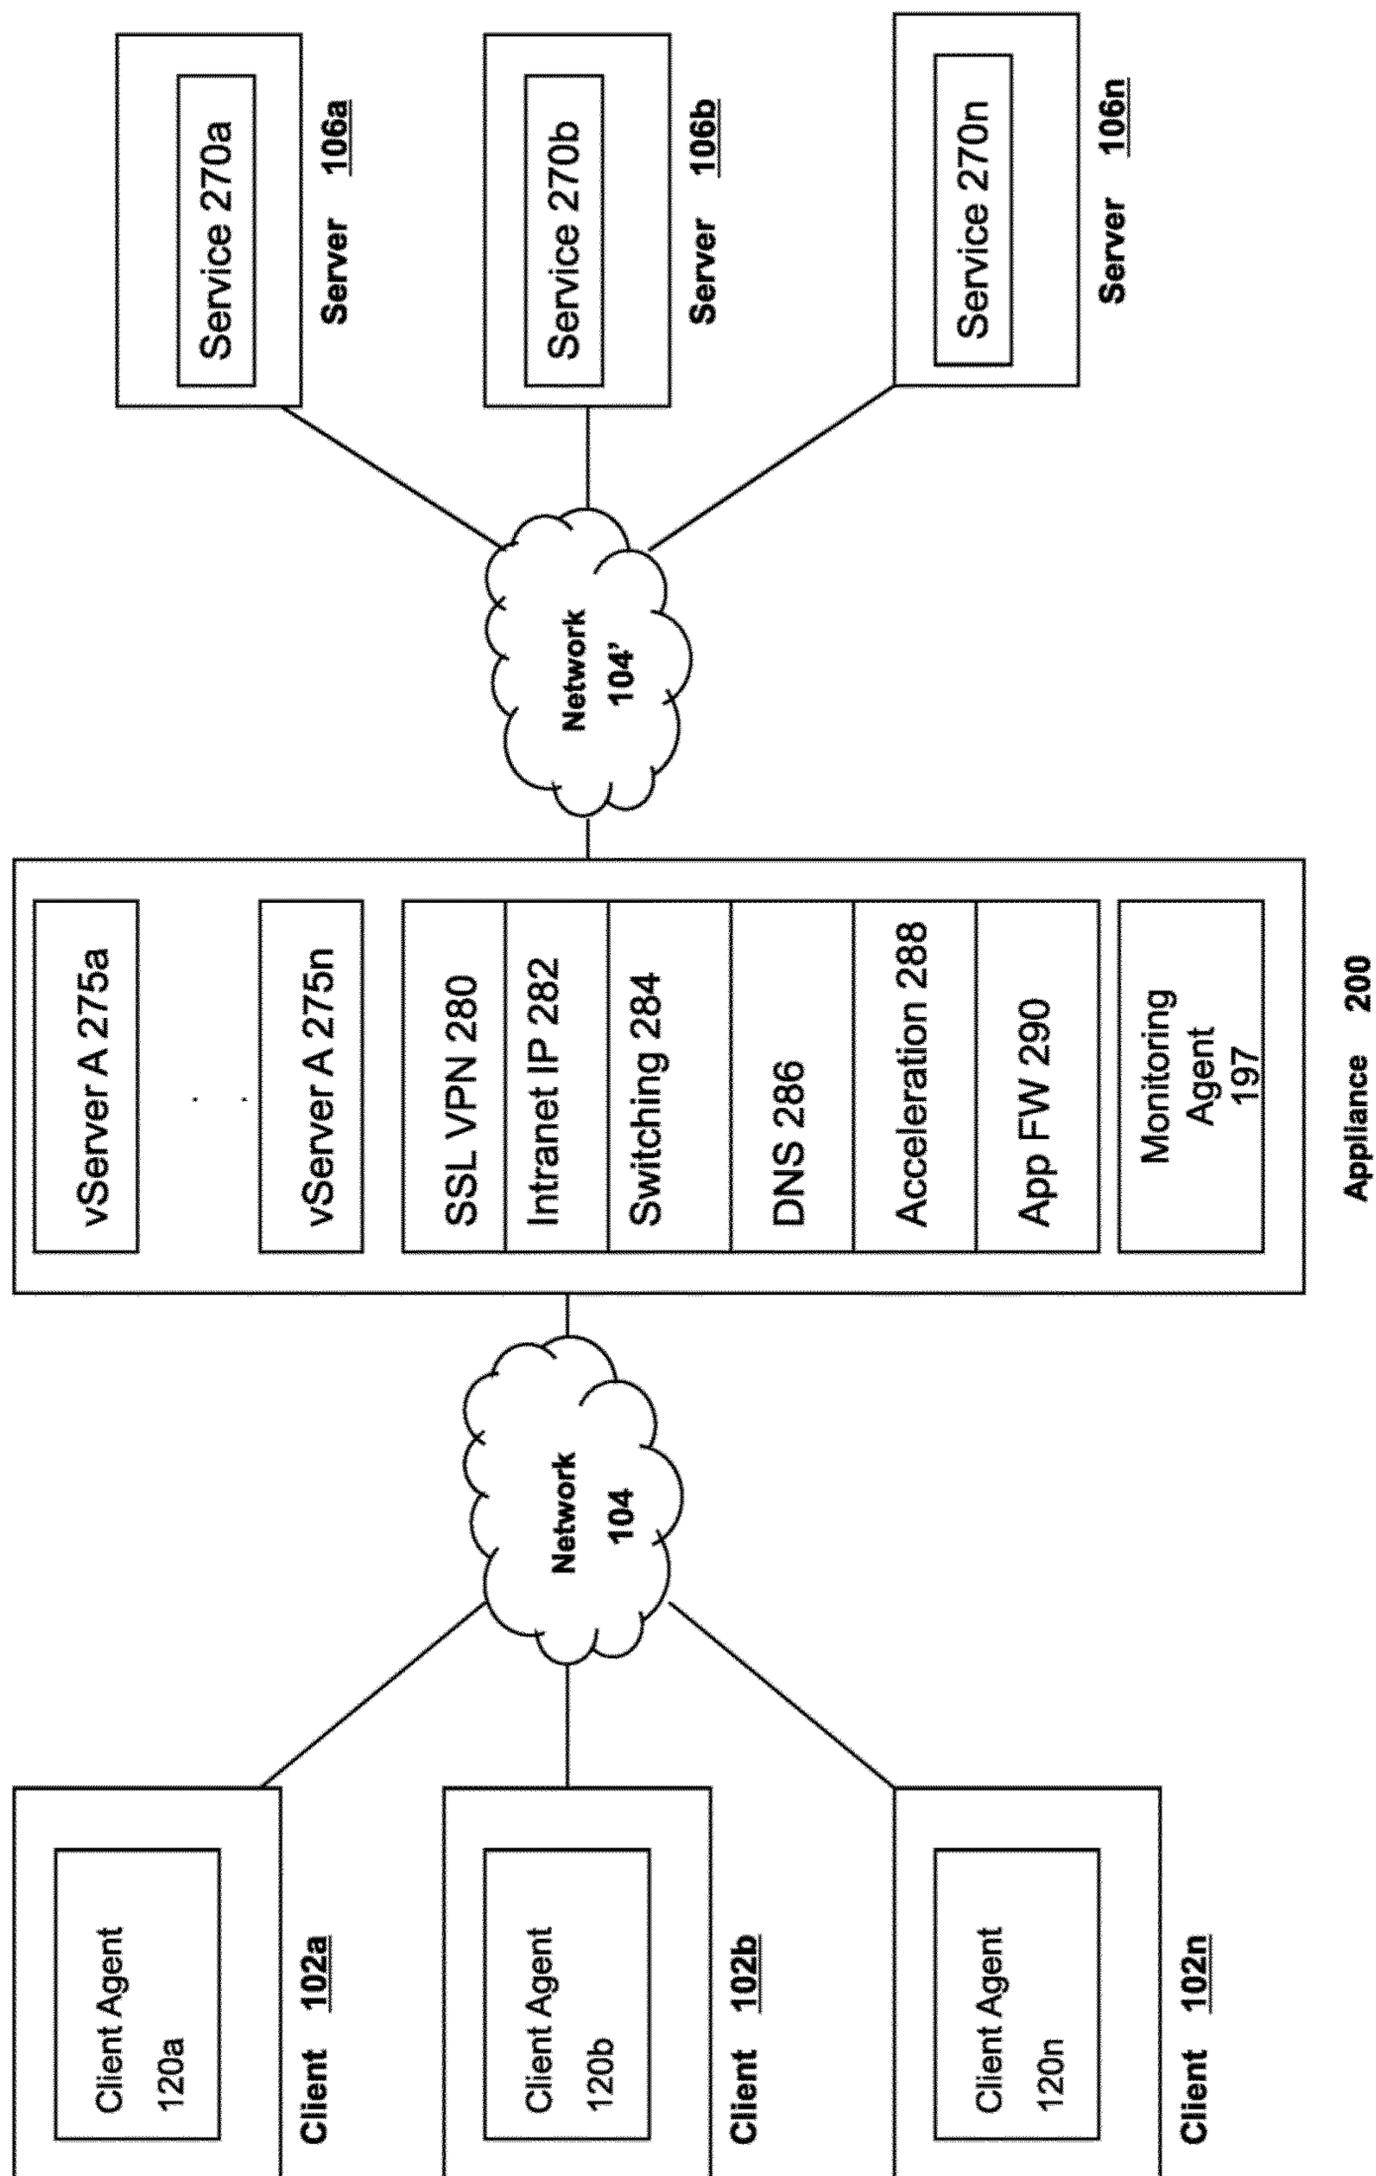 Client Agent
120a
Client 102a
Client Agent
120b
Client 102b
Client Agent
120n
Client 102n
Network
104
vServer A 275a
. .
vServer A 275n
SSL VPN 280
Intranet IP 282
Switching 284
DNS 286
Acceleration 288
App FW 290
Monitoring
Agent
197
Appliance 200
Network
104’
Service 270a
Server 106a
Service 270b
Server 106b
Service 270n
Server 106n